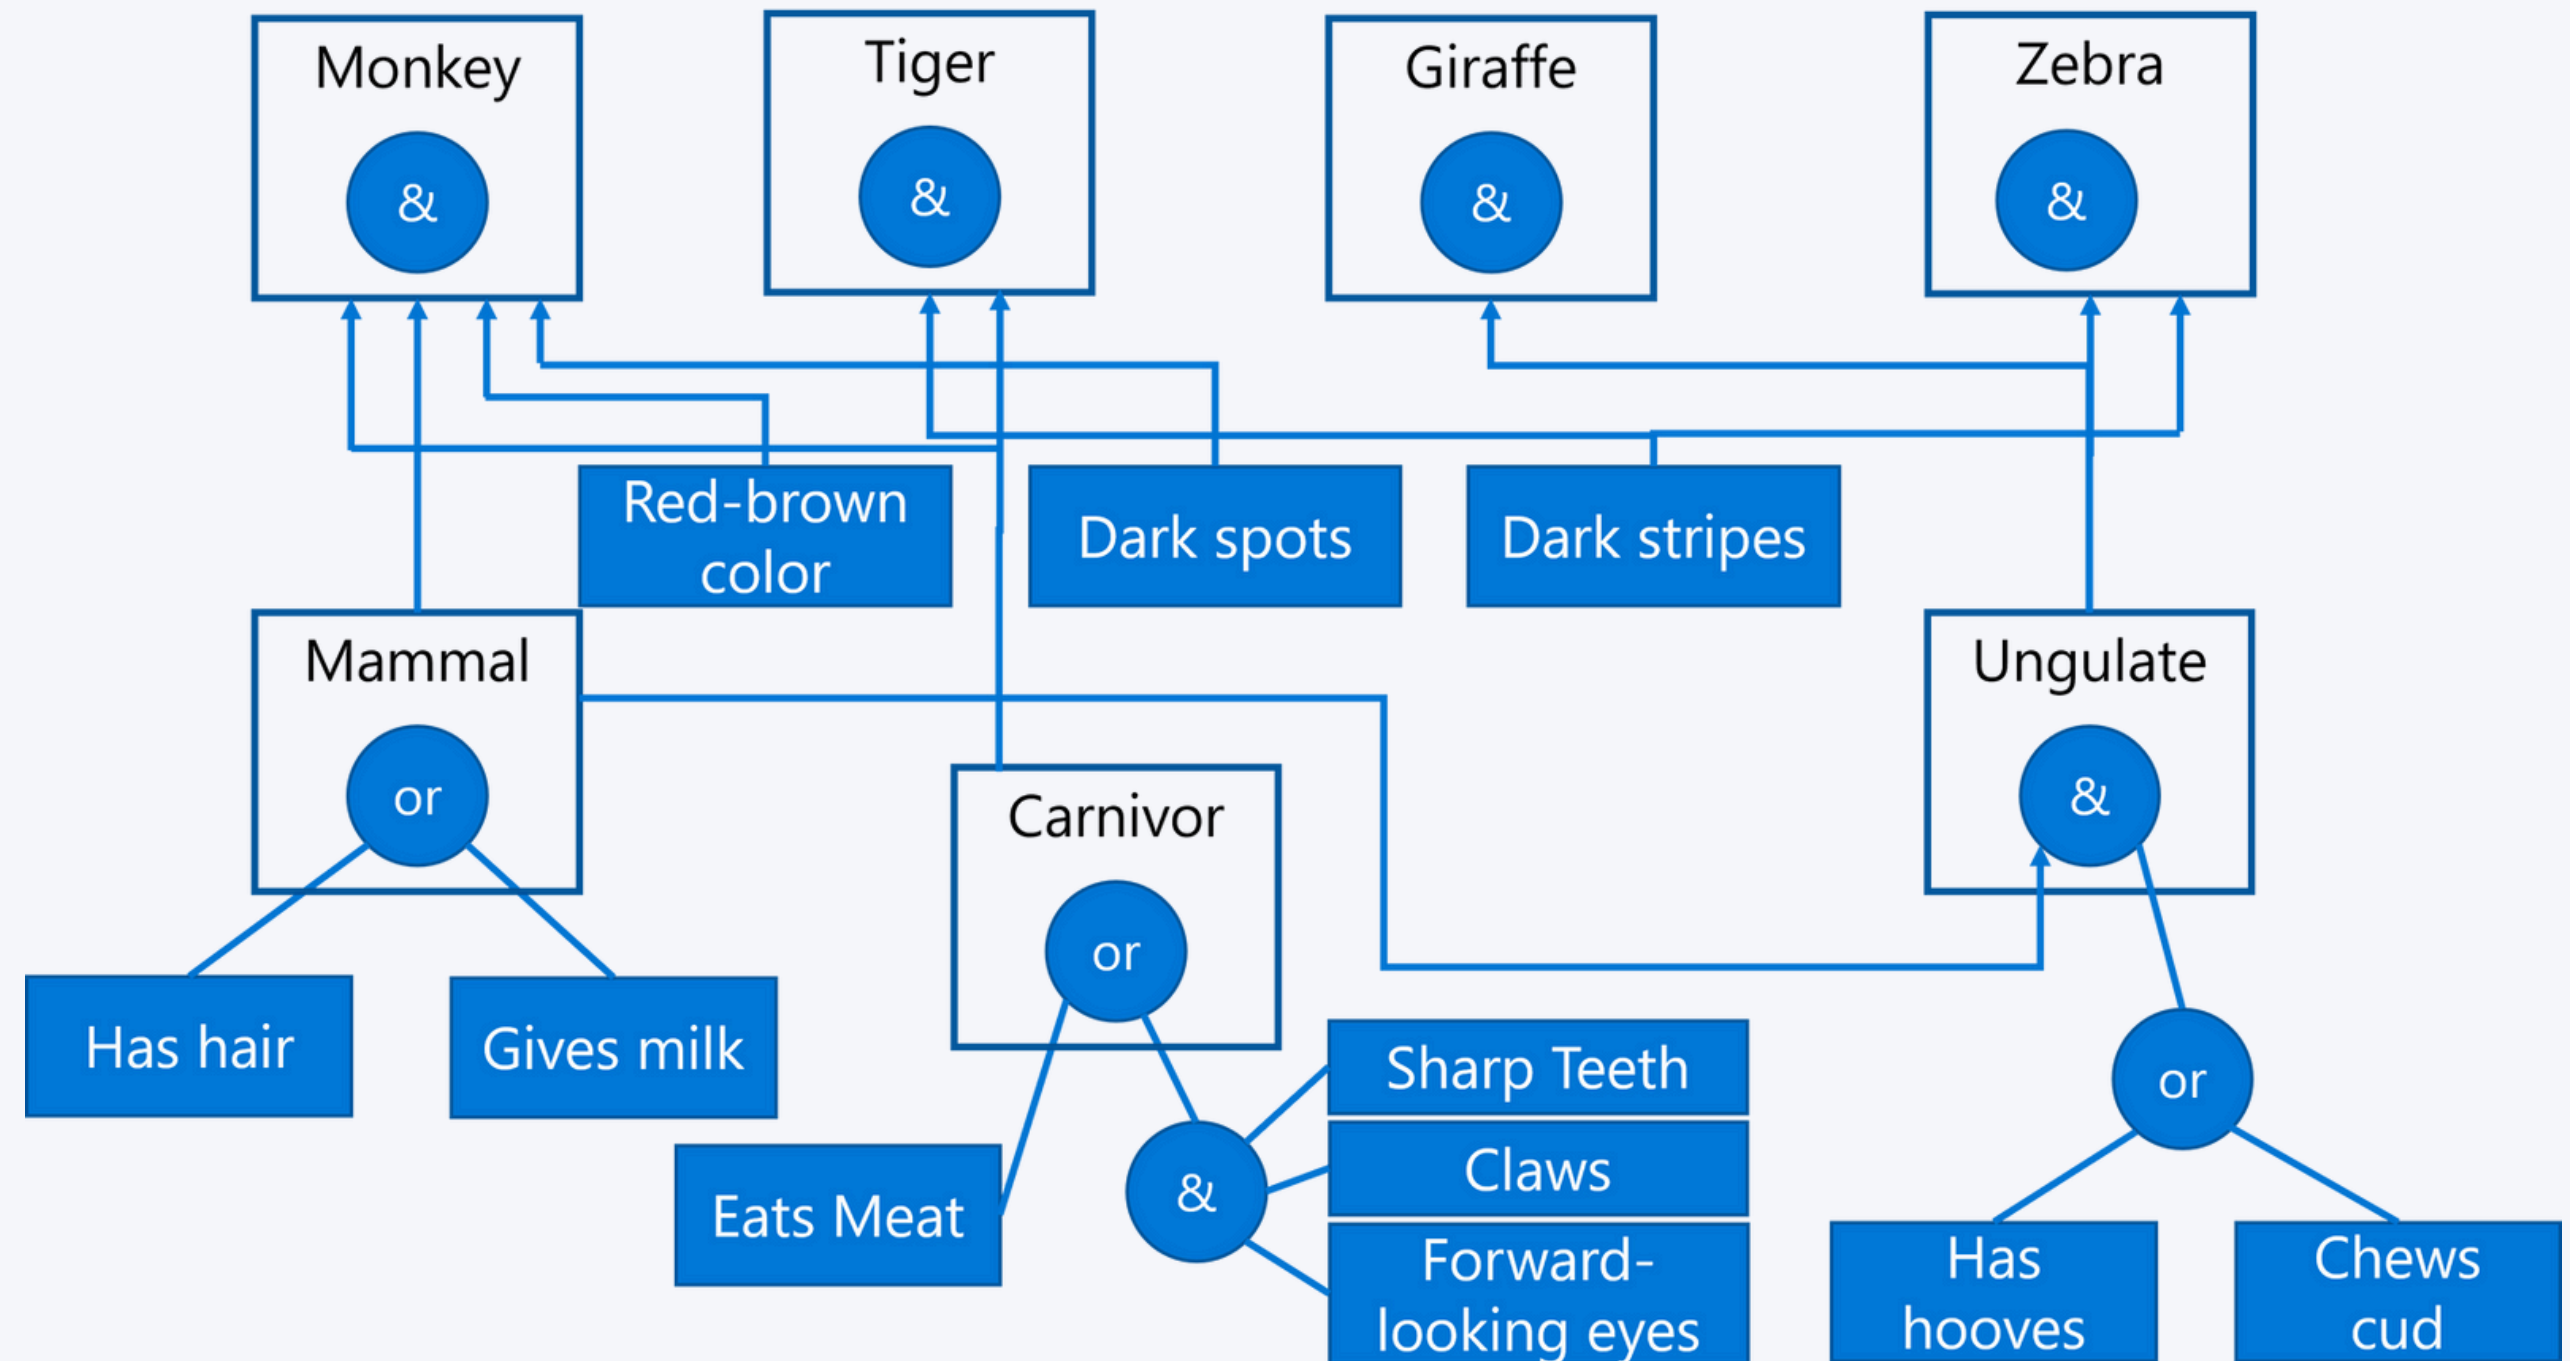 Monkey
Tiger
Giraffe
Zebra
&
&
&
&
Red-brown
color
Dark spots
Dark stripes
Mammal
Ungulate
or
&
Carnivor
or
Has hair
Gives milk
Sharp Teeth
or
Claws
Eats Meat
&
Forward-
looking eyes
Has
hooves
Chews
cud